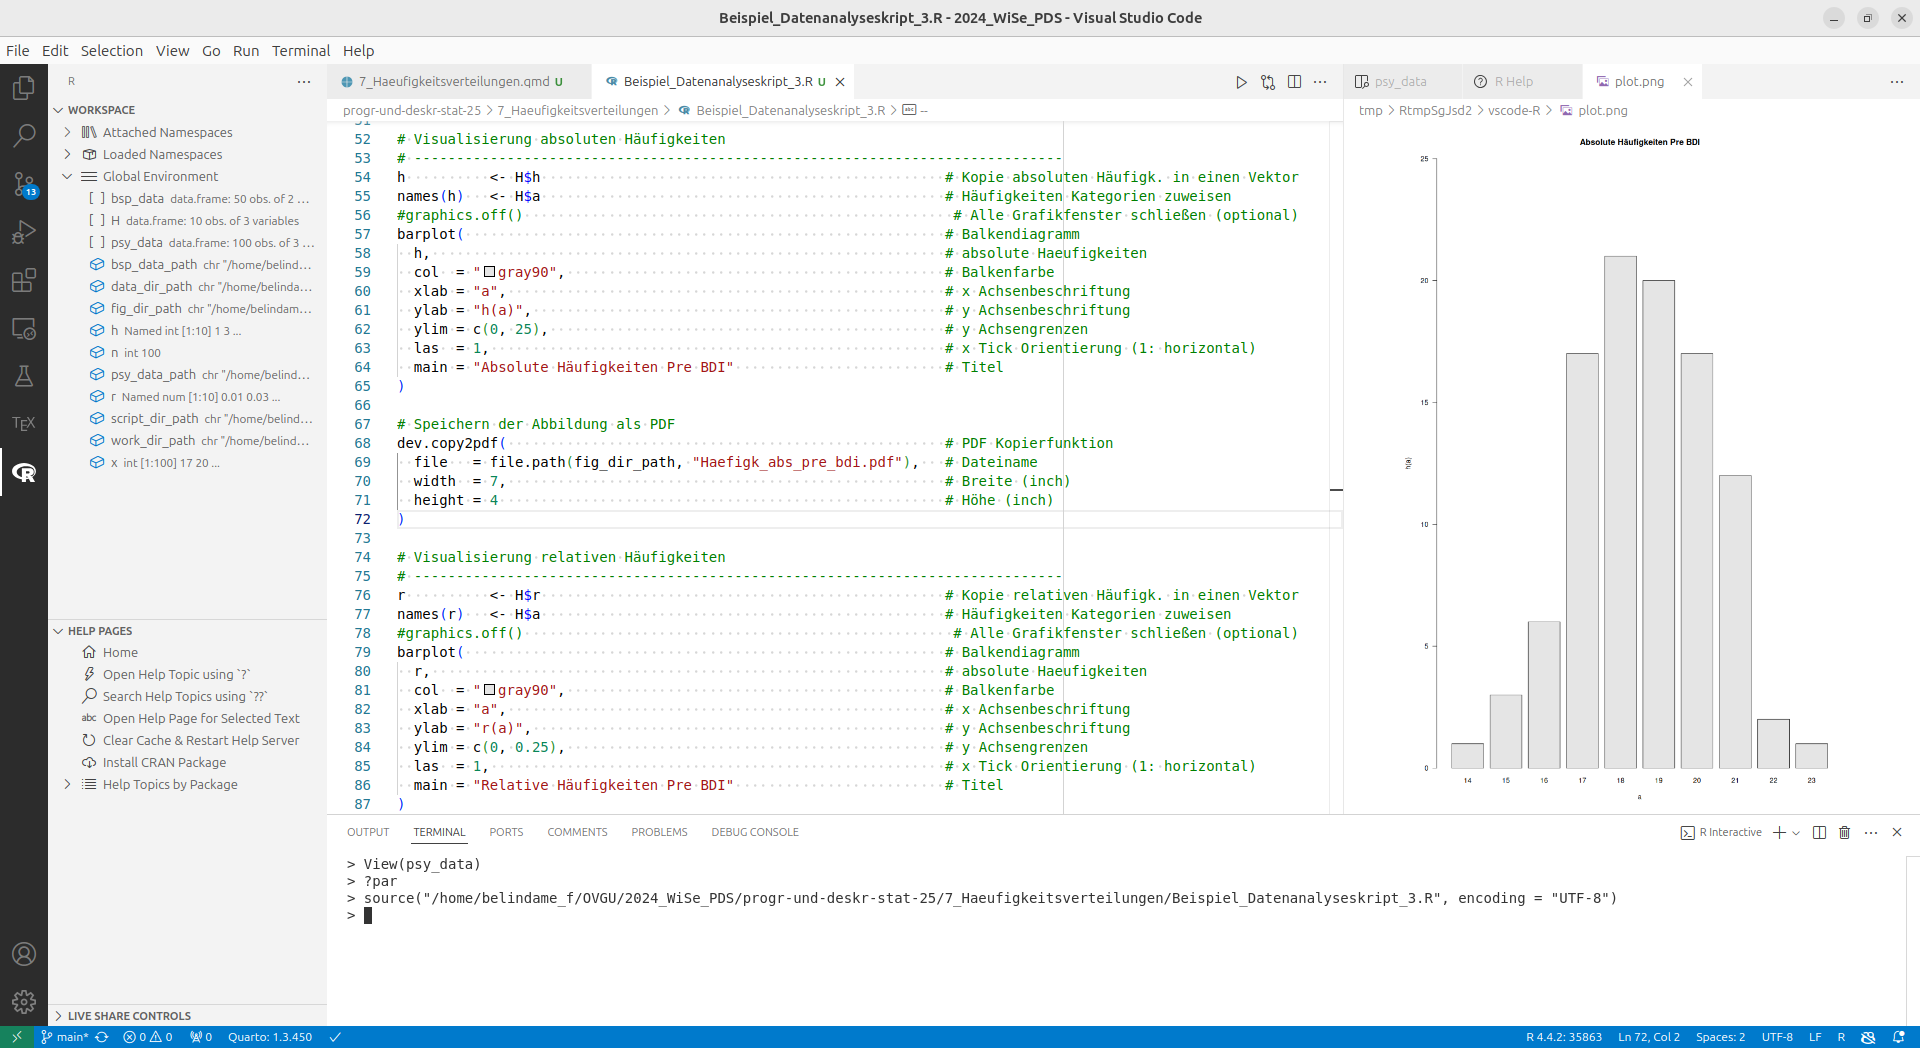 Beispiel_Datenanalyseskript_3.R - 2024_WiSe_PDS - Visual Studio Code
File Edit Selection View Go Run Terminal Help
R
WORKSPACE
Attached Namespaces
Loaded Namespaces
Global Environment
[ ] bsp_data data.frame: 50 obs. of 2 ...
[ ] H data.frame: 10 obs. of 3 variables
[ ] psy_data data.frame: 100 obs. of 3 ...
bsp_data_path chr "/home/belind...
data_dir_path chr "/home/belinda...
fig_dir_path chr "/home/belindam...
h Named int [1:10] 1 3 ...
n int 100
psy_data_path chr "/home/belind...
r Named num [1:10] 0.01 0.03 ...
script_dir_path chr "/home/belind...
work_dir_path chr "/home/belind...
x int [1:100] 17 20 ...
HELP PAGES
Home
Open Help Topic using `?`
Search Help Topics using `??`
abc Open Help Page for Selected Text
Clear Cache & Restart Help Server
Install CRAN Package
Help Topics by Package
LIVE SHARE CONTROLS
13
TEX
R
7_Haeufigkeitsverteilungen.qmd U
Beispiel_Datenanalyseskript_3.R U
progr-und-deskr-stat-25 > 7_Haeufigkeitsverteilungen > Beispiel_Datenanalyseskript_3.R > abc --
51
52 # Visualisierung absoluten Häufigkeiten
53 # -----------------------------------------------------------------------------
54 h <- H$h # Kopie absoluten Häufigk. in einen Vektor
55 names(h) <- H$a # Häufigkeiten Kategorien zuweisen
56 #graphics.off() # Alle Grafikfenster schließen (optional)
57 barplot( # Balkendiagramm
58 h, # absolute Haeufigkeiten
59 col = "gray90", # Balkenfarbe
60 xlab = "a", # x Achsenbeschriftung
61 ylab = "h(a)", # y Achsenbeschriftung
62 ylim = c(0, 25), # y Achsengrenzen
63 las = 1, # x Tick Orientierung (1: horizontal)
64 main = "Absolute Häufigkeiten Pre BDI" # Titel
65 )
66
67 # Speichern der Abbildung als PDF
68 dev.copy2pdf( # PDF Kopierfunktion
69 file = file.path(fig_dir_path, "Haefigk_abs_pre_bdi.pdf"), # Dateiname
70 width = 7, # Breite (inch)
71 height = 4 # Höhe (inch)
72 )
73
74 # Visualisierung relativen Häufigkeiten
75 # -----------------------------------------------------------------------------
76 r <- H$r # Kopie relativen Häufigk. in einen Vektor
77 names(r) <- H$a # Häufigkeiten Kategorien zuweisen
78 #graphics.off() # Alle Grafikfenster schließen (optional)
79 barplot( # Balkendiagramm
80 r, # absolute Haeufigkeiten
81 col = "gray90", # Balkenfarbe
82 xlab = "a", # x Achsenbeschriftung
83 ylab = "r(a)", # y Achsenbeschriftung
84 ylim = c(0, 0.25), # y Achsengrenzen
85 las = 1, # x Tick Orientierung (1: horizontal)
86 main = "Relative Häufigkeiten Pre BDI" # Titel
87 )
psy_data R Help plot.png
tmp > RtmpSgJsd2 > vscode-R > plot.png
Absolute Häufigkeiten Pre BDI
25
20
15
10
5
0
h(a)
14 15 16 17 18 19 20 21 22 23
a
OUTPUT TERMINAL PORTS COMMENTS PROBLEMS DEBUG CONSOLE
R Interactive
> View(psy_data)
> ?par
> source("/home/belindame_f/OVGU/2024_WiSe_PDS/progr-und-deskr-stat-25/7_Haeufigkeitsverteilungen/Beispiel_Datenanalyseskript_3.R", encoding = "UTF-8")
>
main* 0 0 0 Quarto: 1.3.450
R 4.4.2: 35863 Ln 72, Col 2 Spaces: 2 UTF-8 LF R